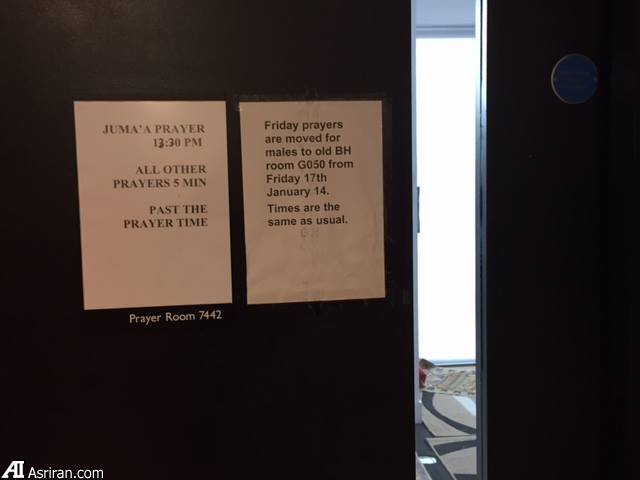 JUMA'A PRAYER
13:30 PM
ALL OTHER
PRAYERS 5 MIN
PAST THE
PRAYER TIME
Friday prayers
are moved for
males to old BH
room G050 from
Friday 17th
January 14.
Times are the
same as usual.
Prayer Room 7442
AI Asriran.com